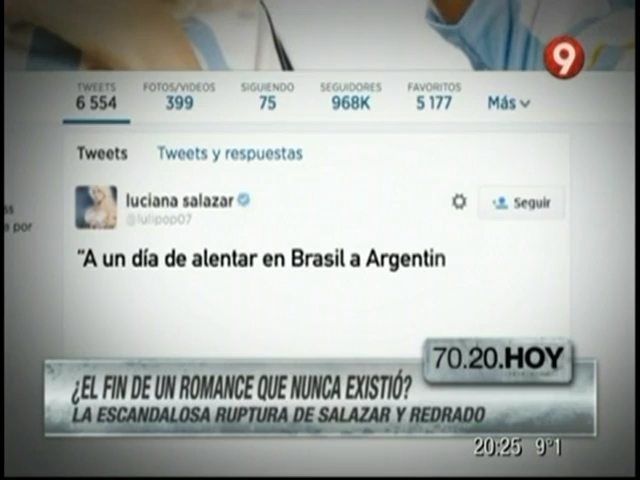 9
TWEETS FOTOS/VIDEOS SIGUIENDO SEGUIDORES FAVORITOS
6 554 399 75 968K 5 177 Más
Tweets Tweets y respuestas
luciana salazar
@lulipop07 Seguir
e por
"A un día de alentar en Brasil a Argentin
70.20.HOY
¿EL FIN DE UN ROMANCE QUE NUNCA EXISTIÓ?
LA ESCANDALOSA RUPTURA DE SALAZAR Y REDRADO
20:25 9°1